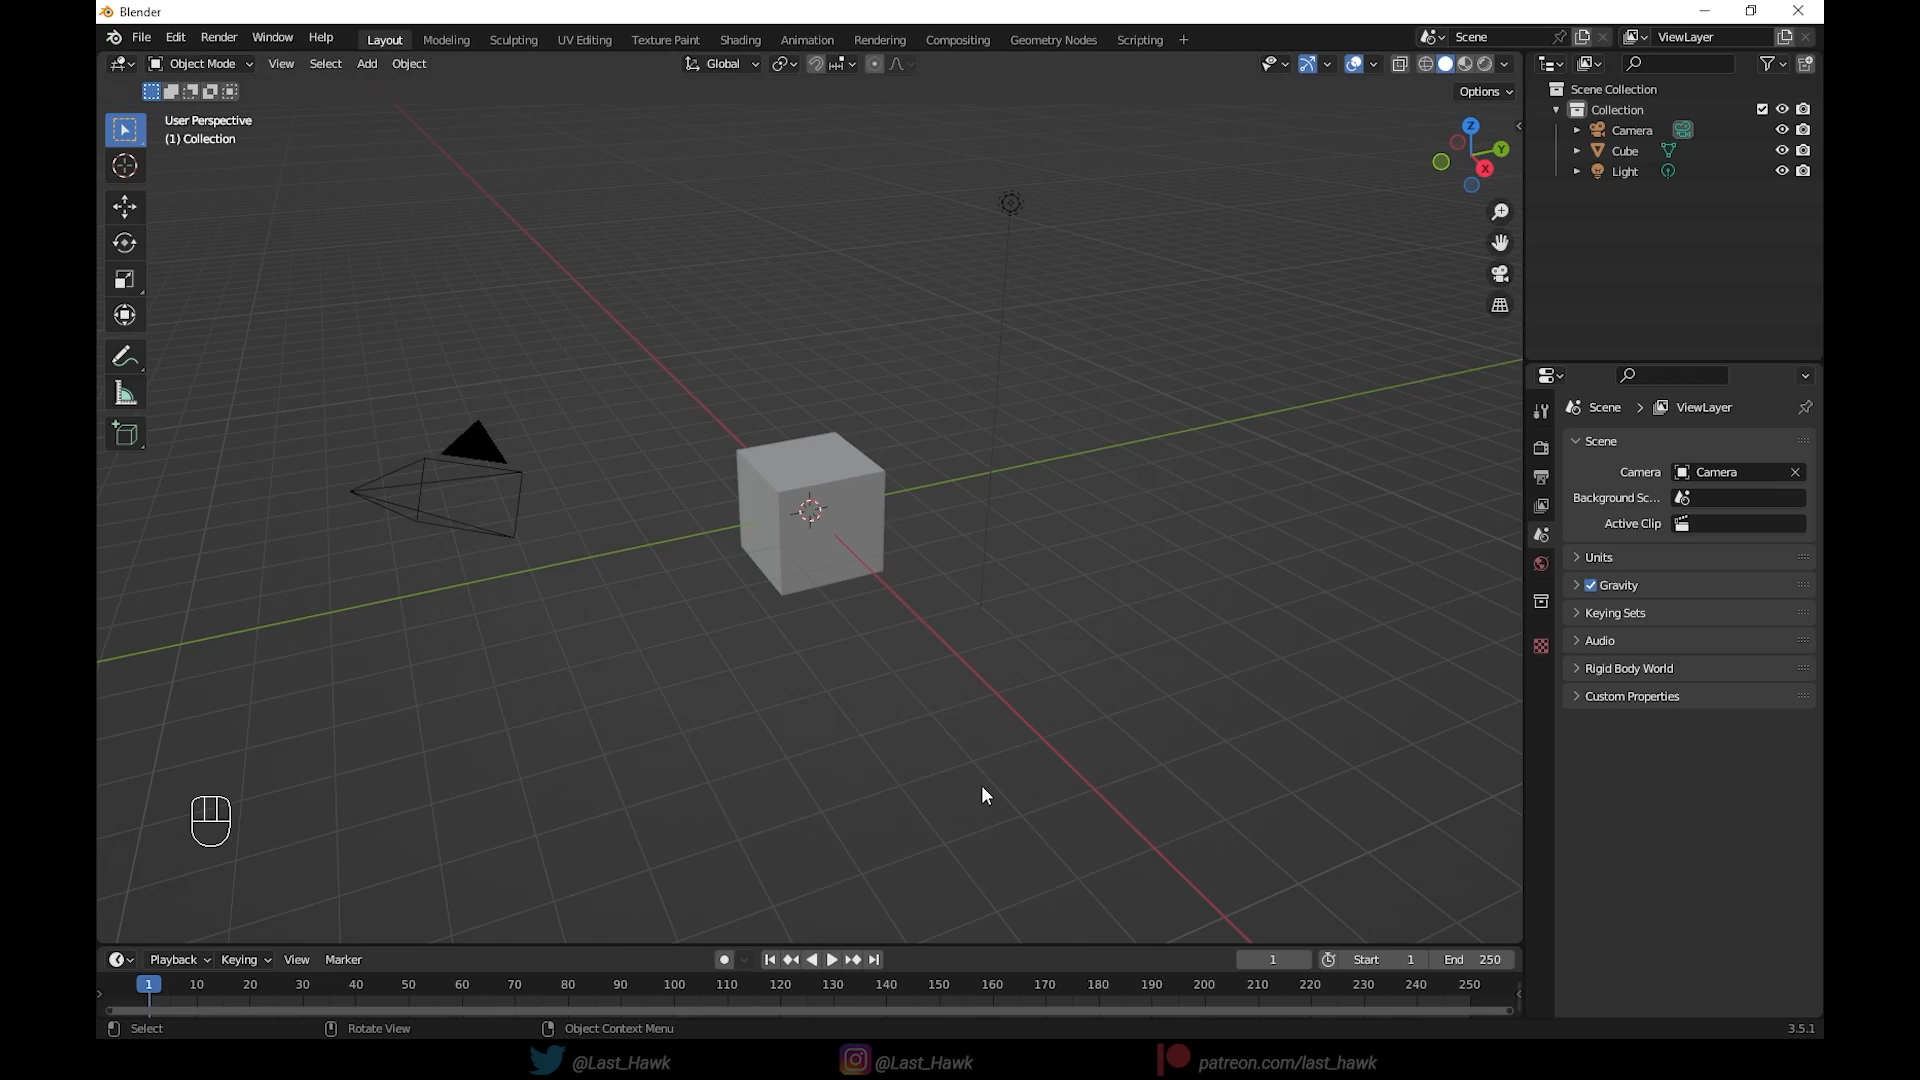 Blender
File Edit Render Window Help Layout Modeling Sculpting UV Editing Texture Paint Shading Animation Rendering Compositing Geometry Nodes Scripting + Scene ViewLayer
Object Mode View Select Add Object Global
Options
User Perspective
(1) Collection
Z
Y
X
Scene Collection
Collection
Camera
Cube
Light
Scene > ViewLayer
Scene
Camera Camera
Background Sc...
Active Clip
Units
Gravity
Keying Sets
Audio
Rigid Body World
Custom Properties
Playback Keying View Marker 1 Start 1 End 250
1 10 20 30 40 50 60 70 80 90 100 110 120 130 140 150 160 170 180 190 200 210 220 230 240 250
Select Rotate View Object Context Menu 3.5.1
@Last_Hawk @Last_Hawk patreon.com/last_hawk